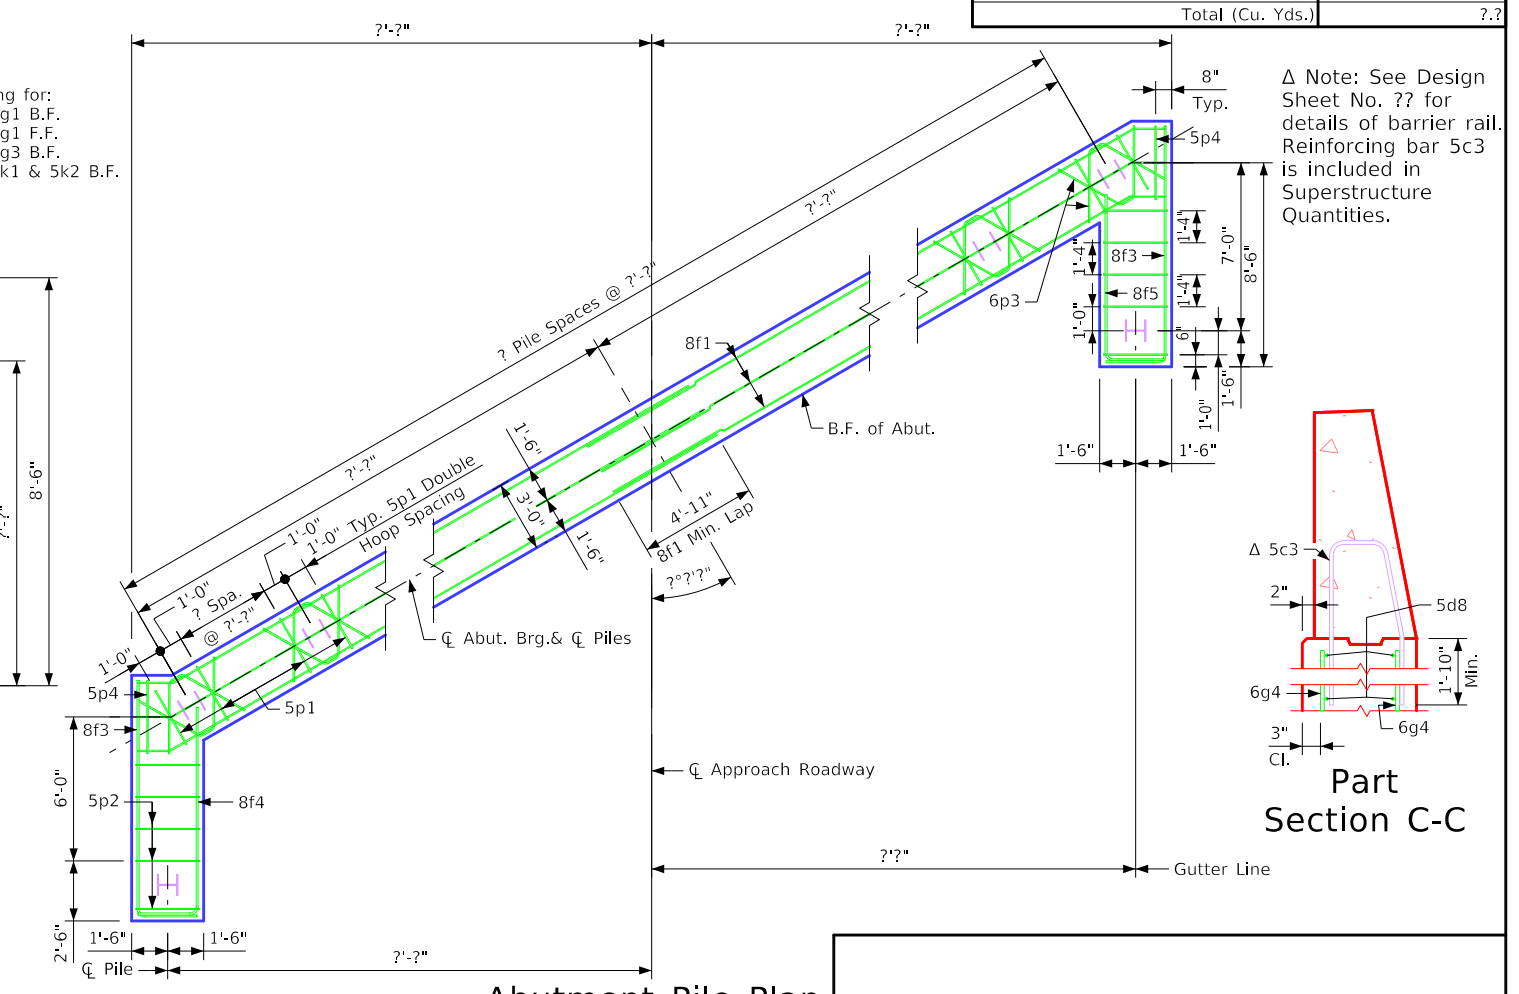 Total (Cu. Yds.)
?.?
?'-?"
?'-?"
ng for:
g1 B.F.
g1 F.F.
g3 B.F.
k1 & 5k2 B.F.
8"
Typ.
Δ Note: See Design
Sheet No. ?? for
details of barrier rail.
Reinforcing bar 5c3
is included in
Superstructure
Quantities.
5p4
?'-?"
? Pile Spaces @ ?'-?"
1'-4"
1'-4"
1'-4"
7'-0"
8'-6"
8f3
8f5
6p3
1'-0"
6"
1'-6"
1'-0"
8f1
B.F. of Abut.
1'-6"
1'-6"
8'-6"
?'-?"
?'-?"
1'-6"
3'-0"
1'-6"
4'-11"
8f1 Min. Lap
?°?'?"
1'-0" Typ. 5p1 Double
Hoop Spacing
1'-0"
1'-0"
? Spa.
@ ?'-?"
1'-0"
℄ Abut. Brg.& ℄ Piles
5p4
5p1
8f3
6'-0"
5p2
8f4
2'-6"
1'-6"
1'-6"
℄ Pile
?'-?"
℄ Approach Roadway
?'?"
Gutter Line
Δ 5c3
2"
5d8
1'-10"
Min.
6g4
6g4
3"
Cl.
Part
Section C-C
Abutment Pile Plan